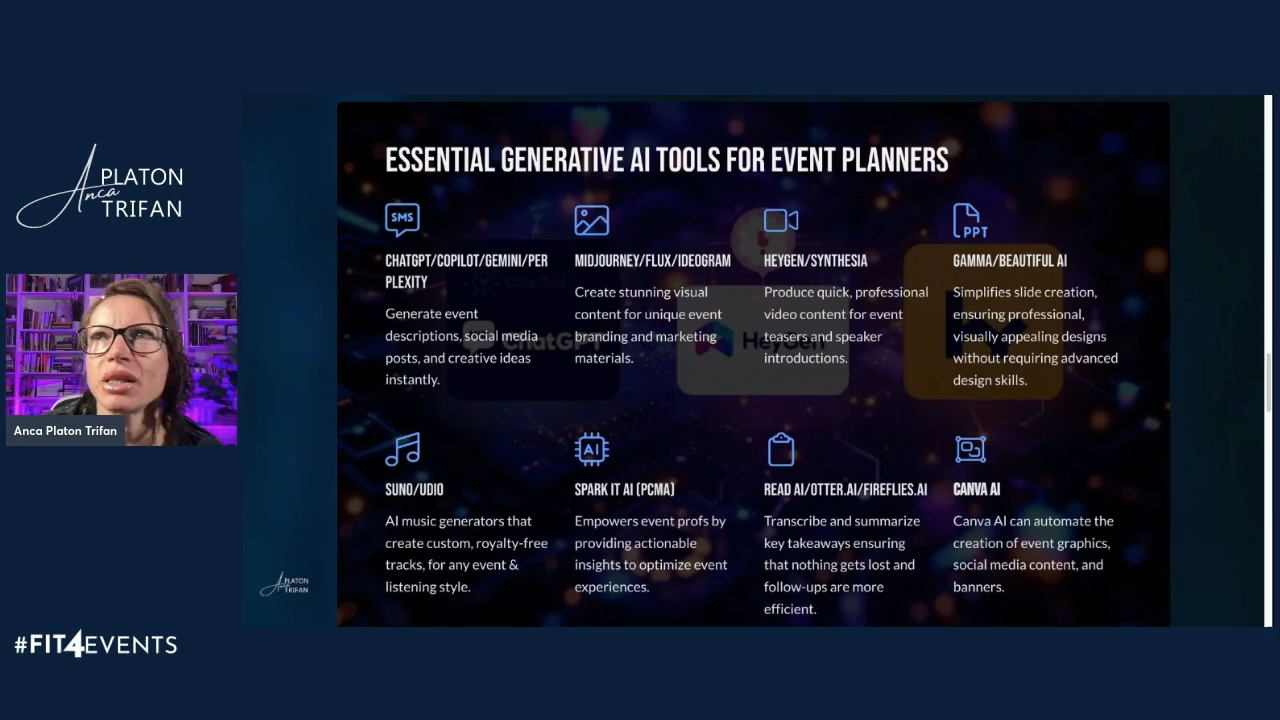 PLATON
Anca
TRIFAN
Anca Platon Trifan
#FIT4EVENTS
ESSENTIAL GENERATIVE AI TOOLS FOR EVENT PLANNERS
SMS
CHATGPT/COPILOT/GEMINI/PER
PLEXITY
Generate event
descriptions, social media
posts, and creative ideas
instantly.
MIDJOURNEY/FLUX/IDEOGRAM
Create stunning visual
content for unique event
branding and marketing
materials.
HEYGEN/SYNTHESIA
Produce quick, professional
video content for event
teasers and speaker
introductions.
PPT
GAMMA/BEAUTIFUL AI
Simplifies slide creation,
ensuring professional,
visually appealing designs
without requiring advanced
design skills.
ChatGPT
HeyGen
SUNO/UDIO
AI music generators that
create custom, royalty-free
tracks, for any event &
listening style.
AI
SPARK IT AI (PCMA)
Empowers event profs by
providing actionable
insights to optimize event
experiences.
READ AI/OTTER.AI/FIREFLIES.AI
Transcribe and summarize
key takeaways ensuring
that nothing gets lost and
follow-ups are more
efficient.
CANVA AI
Canva AI can automate the
creation of event graphics,
social media content, and
banners.
PLATON
TRIFAN